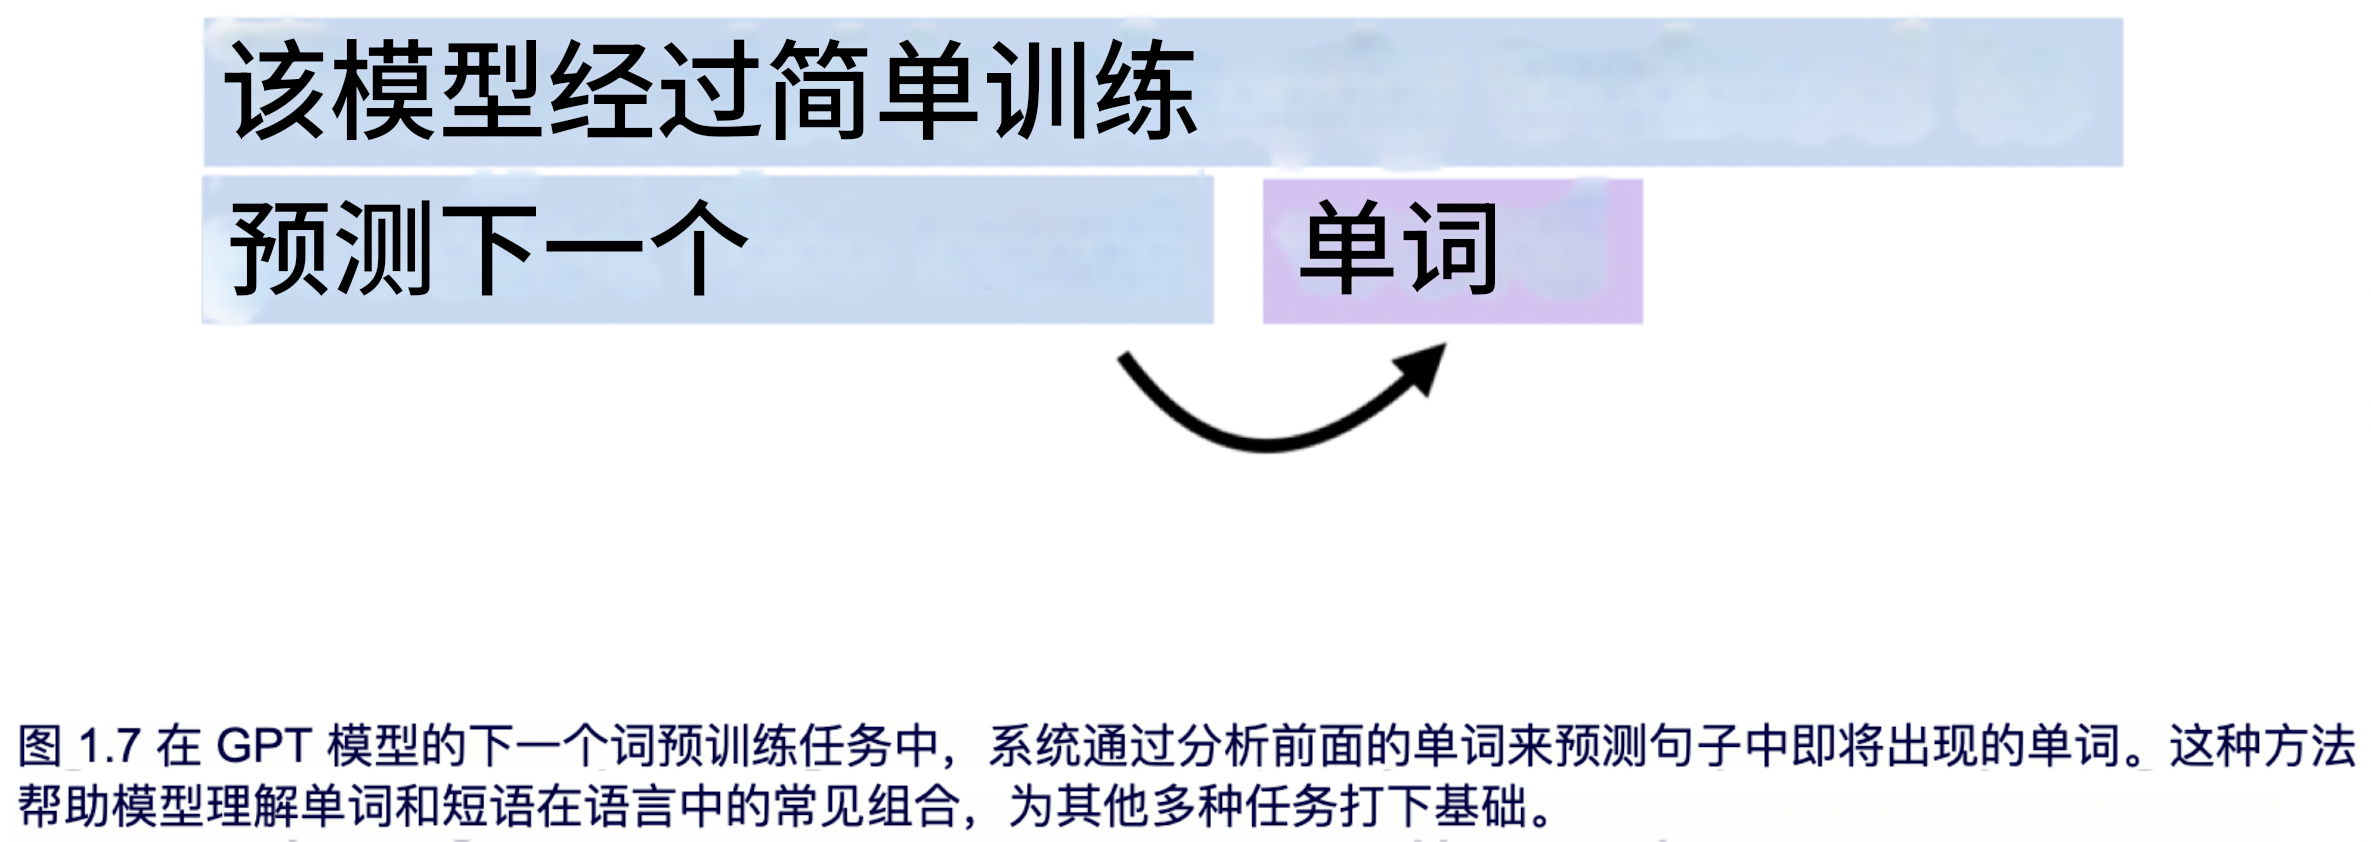 该模型经过简单训练
预测下一个 单词
图 1.7 在 GPT 模型的下一个词预训练任务中，系统通过分析前面的单词来预测句子中即将出现的单词。这种方法
帮助模型理解单词和短语在语言中的常见组合，为其他多种任务打下基础。